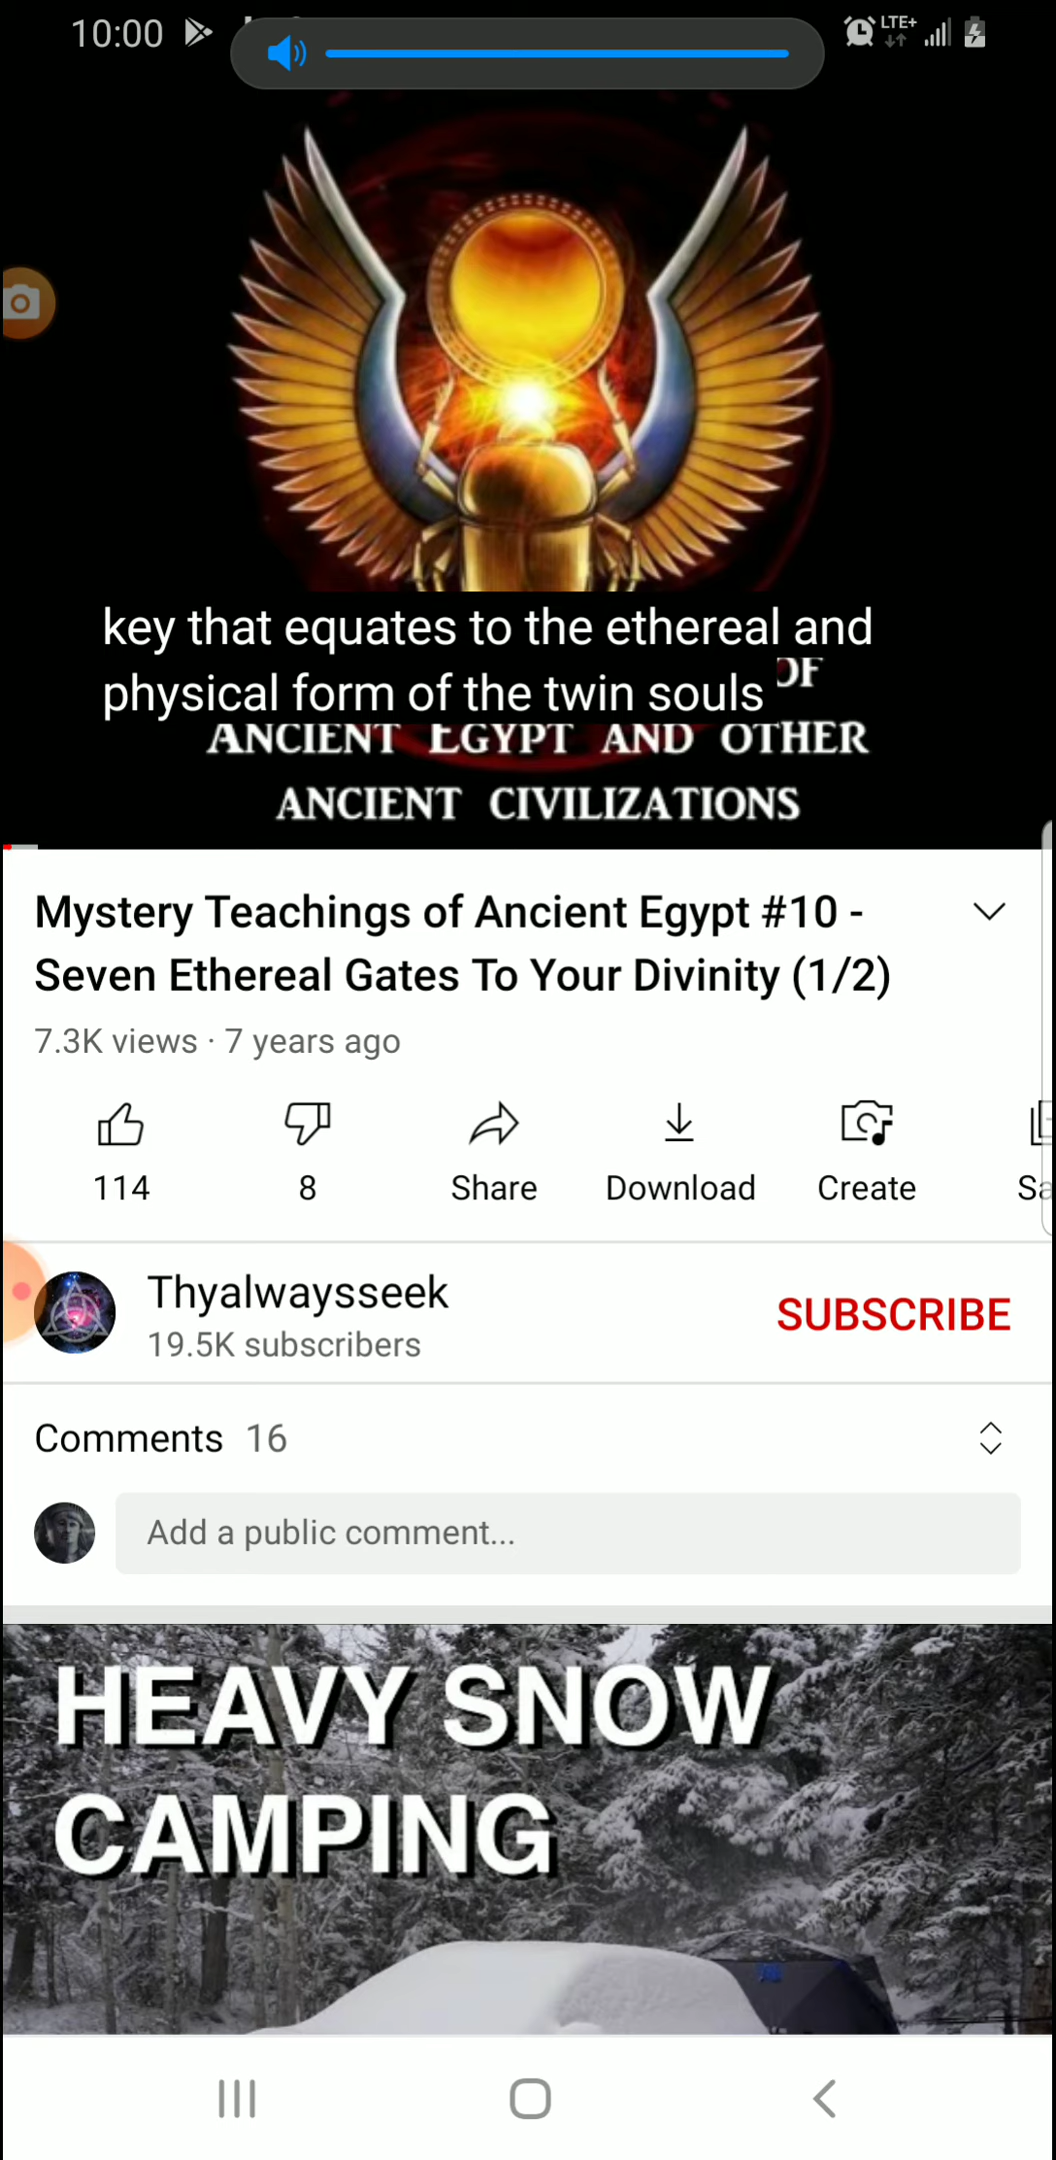 10:00
LTE+
key that equates to the ethereal and
physical form of the twin souls
OF
ANCIENT EGYPT AND OTHER
ANCIENT CIVILIZATIONS
Mystery Teachings of Ancient Egypt #10 -
Seven Ethereal Gates To Your Divinity (1/2)
7.3K views · 7 years ago
114
8
Share
Download
Create
Thyalwaysseek
19.5K subscribers
SUBSCRIBE
Comments 16
Add a public comment...
HEAVY SNOW
CAMPING